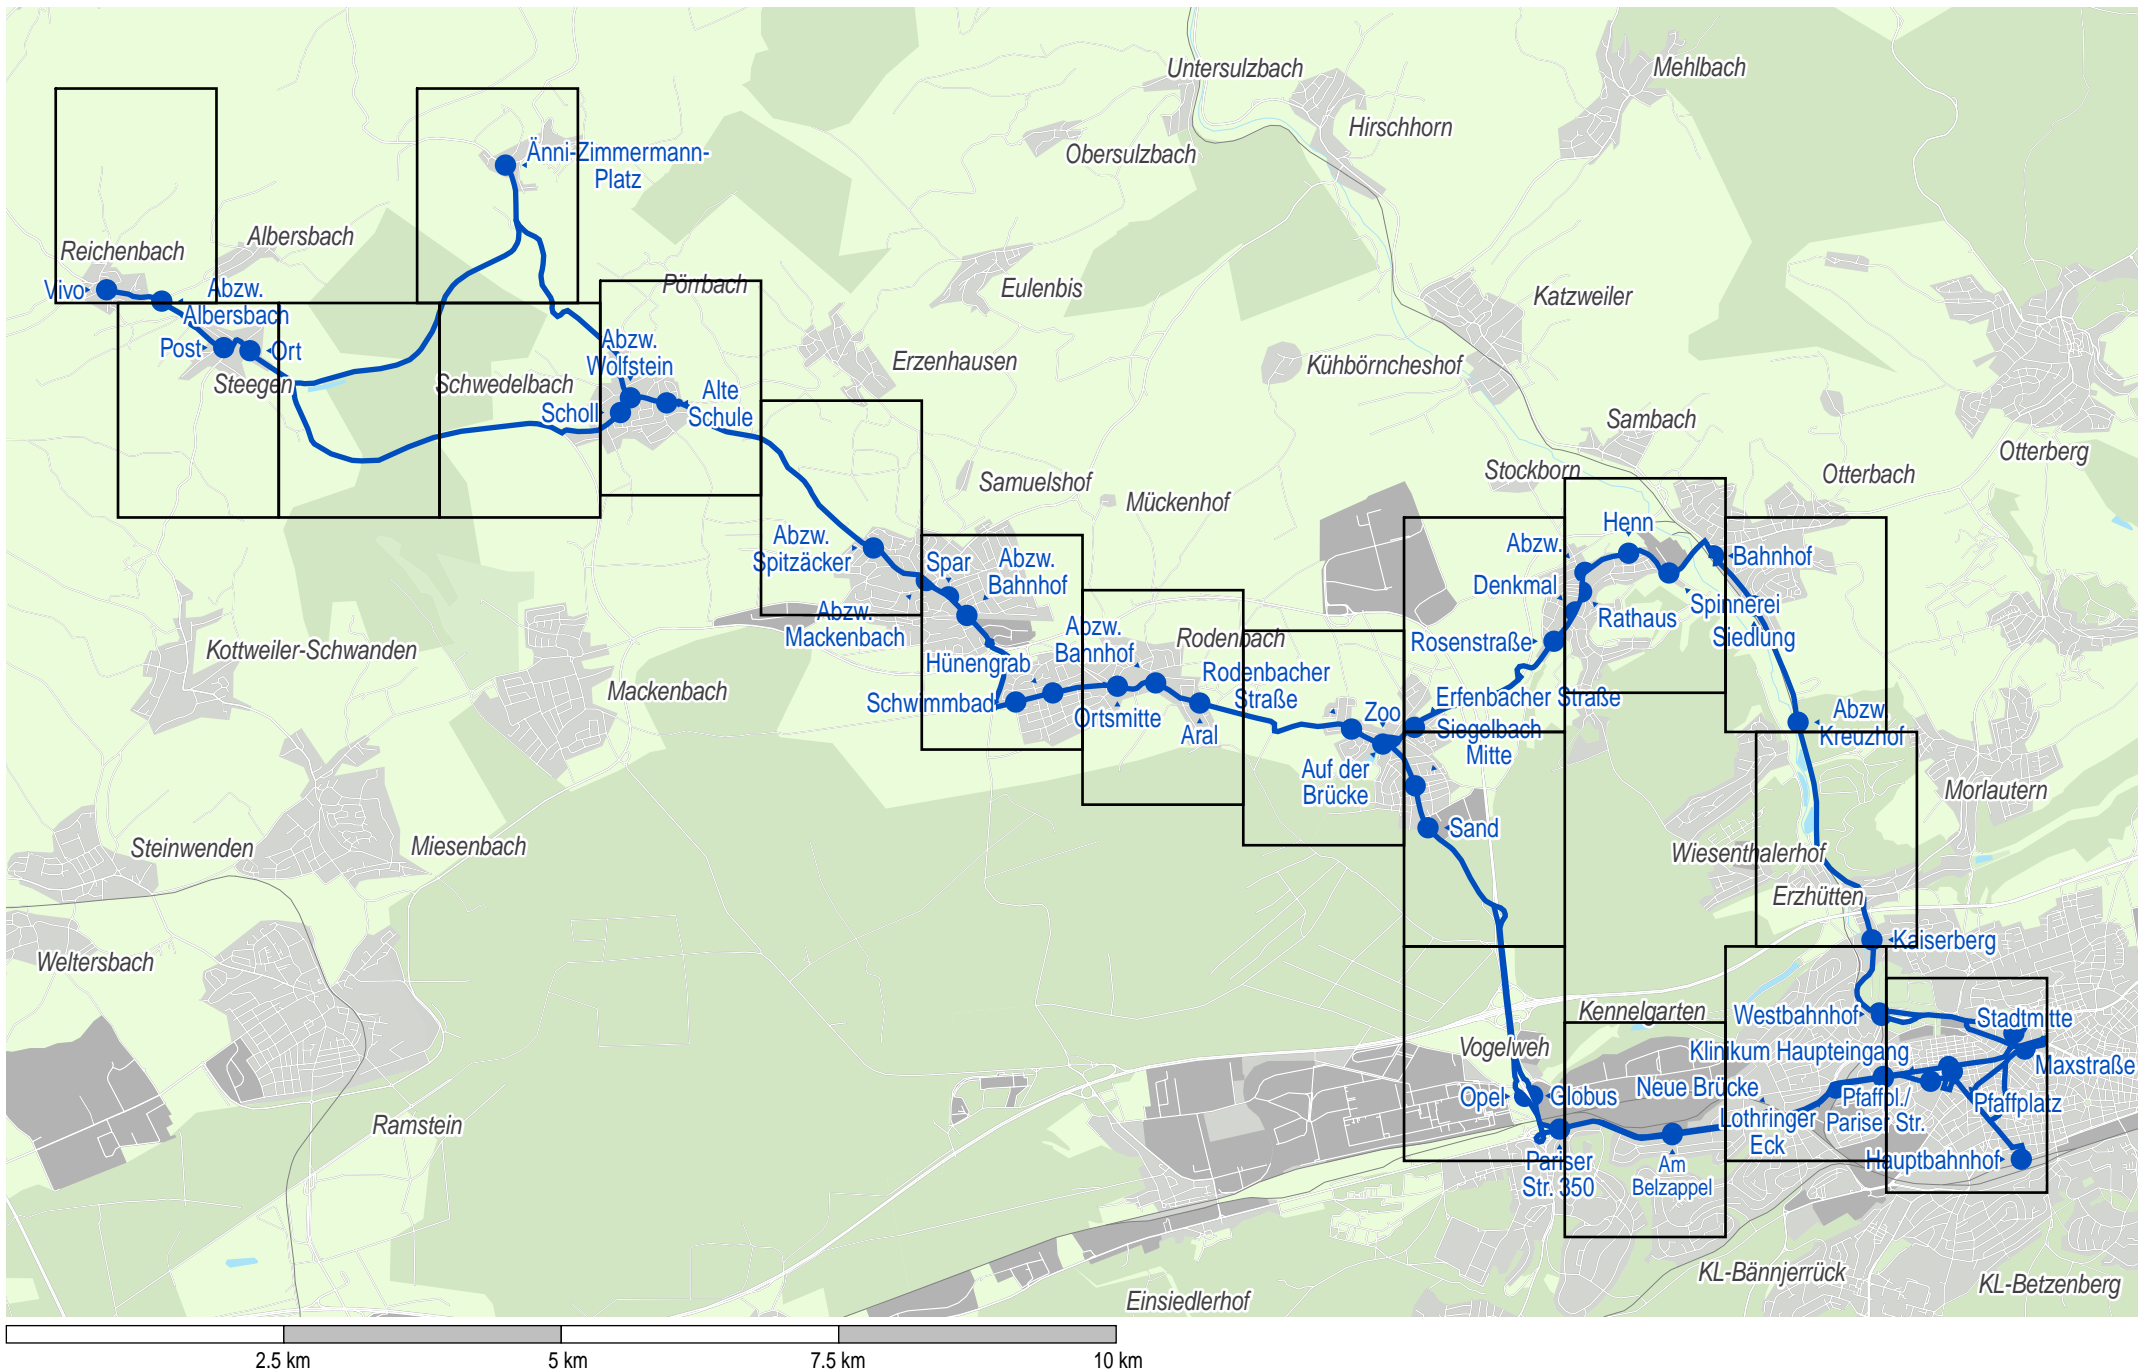 Untersulzbach
Mehlbach
Hirschhorn
Obersulzbach
Änni-Zimmermann-
Platz
Albersbach
Reichenbach
Vivo
Abzw.
Albersbach
Post
Ort
Steegen
Schwedelbach
Pörrbach
Abzw.
Wolfstein
Scholl
Alte
Schule
Eulenbis
Erzenhausen
Katzweiler
Kühbörncheshof
Sambach
Otterberg
Stockborn
Otterbach
Samuelshof
Mückenhof
Abzw.
Spitzäcker
Spar
Abzw.
Bahnhof
Abzw.
Mackenbach
Hünengrab
Abzw.
Bahnhof
Schwimmbad
Ortsmitte
Aral
Rodenbach
Rodenbacher
Straße
Henn
Abzw.
Bahnhof
Denkmal
Rathaus
Spinnerei
Siedlung
Rosenstraße
Erfenbacher Straße
Zoo
Siegelbach
Mitte
Auf der
Brücke
Sand
Abzw.
Kreuzhof
Kottweiler-Schwanden
Mackenbach
Steinwenden
Miesenbach
Morlautern
Wiesenthalerhof
Erzhütten
Kaiserberg
Weltersbach
Kennelgarten
Westbahnhof
Stadtmitte
Vogelweh
Klinikum Haupteingang
Maxstraße
Opel
Globus
Neue Brücke
Pfaffpl./
Pariser Str.
Pfaffplatz
Lothringer
Eck
Ramstein
Pariser
Str. 350
Am
Belzappel
Hauptbahnhof
KL-Bännjerrück
KL-Betzenberg
Einsiedlerhof
2.5 km
5 km
7.5 km
10 km